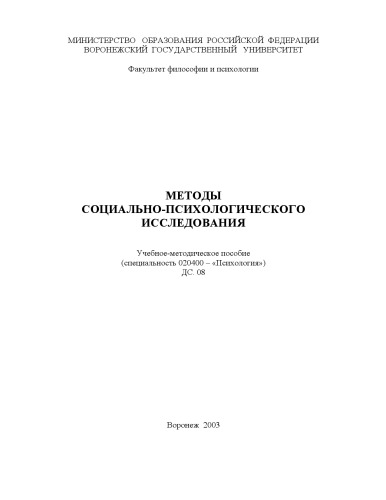 МИНИСТЕРСТВО ОБРАЗОВАНИЯ РОССИЙСКОЙ ФЕДЕРАЦИИ
ВОРОНЕЖСКИЙ ГОСУДАРСТВЕННЫЙ УНИВЕРСИТЕТ
Факультет философии и психологии
МЕТОДЫ
СОЦИАЛЬНО-ПСИХОЛОГИЧЕСКОГО
ИССЛЕДОВАНИЯ
Учебное-методическое пособие
(специальность 020400 – «Психология»)
ДС. 08
Воронеж 2003